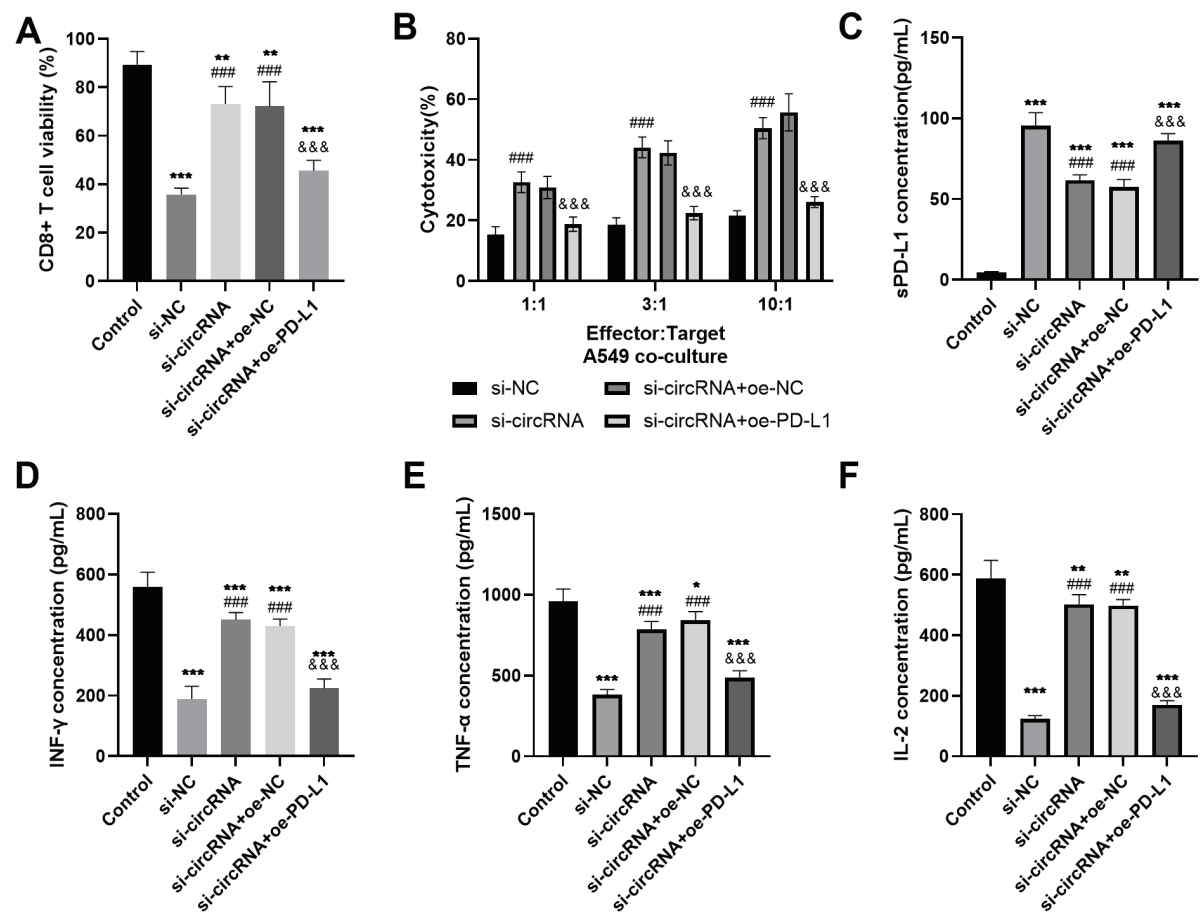 A
CD8+ T cell viability (%)
100
80
60
40
20
0
***
**
###
**
###
***
&&&
Control
si-NC
si-circRNA
si-circRNA+oe-NC
si-circRNA+oe-PD-L1
B
Cytotoxicity(%)
80
60
40
20
0
###
&&&
###
&&&
###
&&&
1:1
3:1
10:1
Effector:Target
A549 co-culture
si-NC
si-circRNA+oe-NC
si-circRNA
si-circRNA+oe-PD-L1
C
sPD-L1 concentration(pg/mL)
150
100
50
0
***
***
###
***
###
***
&&&
Control
si-NC
si-circRNA
si-circRNA+oe-NC
si-circRNA+oe-PD-L1
D
INF-γ concentration (pg/mL)
800
600
400
200
0
***
***
###
***
###
***
&&&
Control
si-NC
si-circRNA
si-circRNA+oe-NC
si-circRNA+oe-PD-L1
E
TNF-α concentration (pg/mL)
1500
1000
500
0
***
***
###
*
###
***
&&&
Control
si-NC
si-circRNA
si-circRNA+oe-NC
si-circRNA+oe-PD-L1
F
IL-2 concentration (pg/mL)
800
600
400
200
0
***
**
###
**
###
***
&&&
Control
si-NC
si-circRNA
si-circRNA+oe-NC
si-circRNA+oe-PD-L1